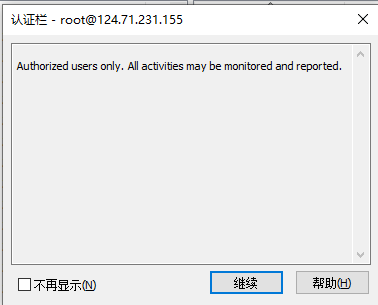 认证栏 - root@124.71.231.155
Authorized users only. All activities may be monitored and reported.
不再显示(N)
继续
帮助(H)